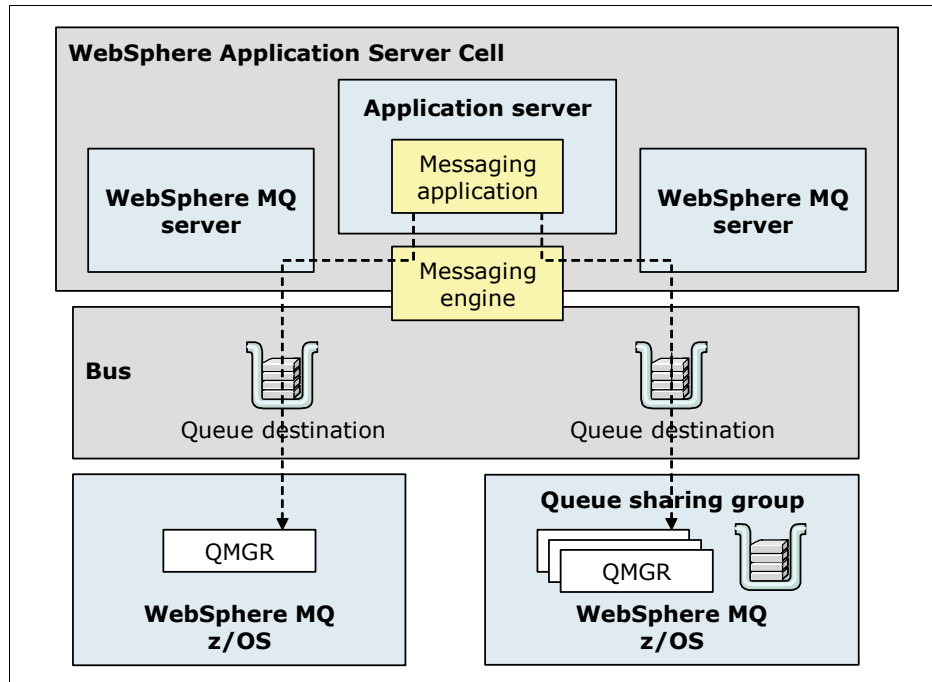 WebSphere Application Server Cell
Application server
Messaging
application
WebSphere MQ
server
WebSphere MQ
server
Messaging
engine
Bus
Queue destination
Queue destination
Queue sharing group
QMGR
QMGR
WebSphere MQ
z/OS
WebSphere MQ
z/OS